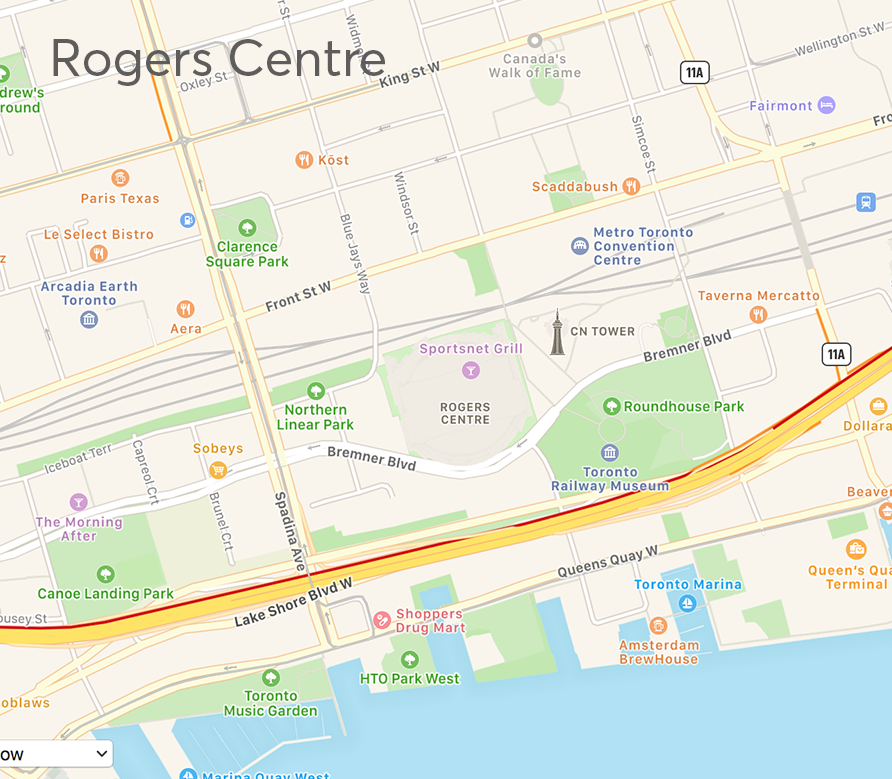 Rogers Centre
Oxley St
King St W
Canada's
Walk of Fame
11A
Wellington St W
Fairmont
drew's
round
Köst
Simcoe St
Paris Texas
Windsor St
Scaddabush
Le Select Bistro
Clarence
Square Park
Blue Jays Way
Metro Toronto
Convention
Centre
Arcadia Earth
Toronto
Front St W
Aera
Taverna Mercatto
CN TOWER
Sportsnet Grill
Bremner Blvd
11A
ROGERS
CENTRE
Northern
Linear Park
Roundhouse Park
Dollara
Iceboat Terr
Capreol Crt
Sobeys
Bremner Blvd
Toronto
Railway Museum
The Morning
After
Brunel Crt
Spadina Ave
Beaver
Queens Quay W
Canoe Landing Park
Lake Shore Blvd W
Toronto Marina
Queen's Qua
Terminal
ousey St
Shoppers
Drug Mart
Amsterdam
BrewHouse
HTO Park West
Toronto
Music Garden
oblaws
ow
Marina Quay West